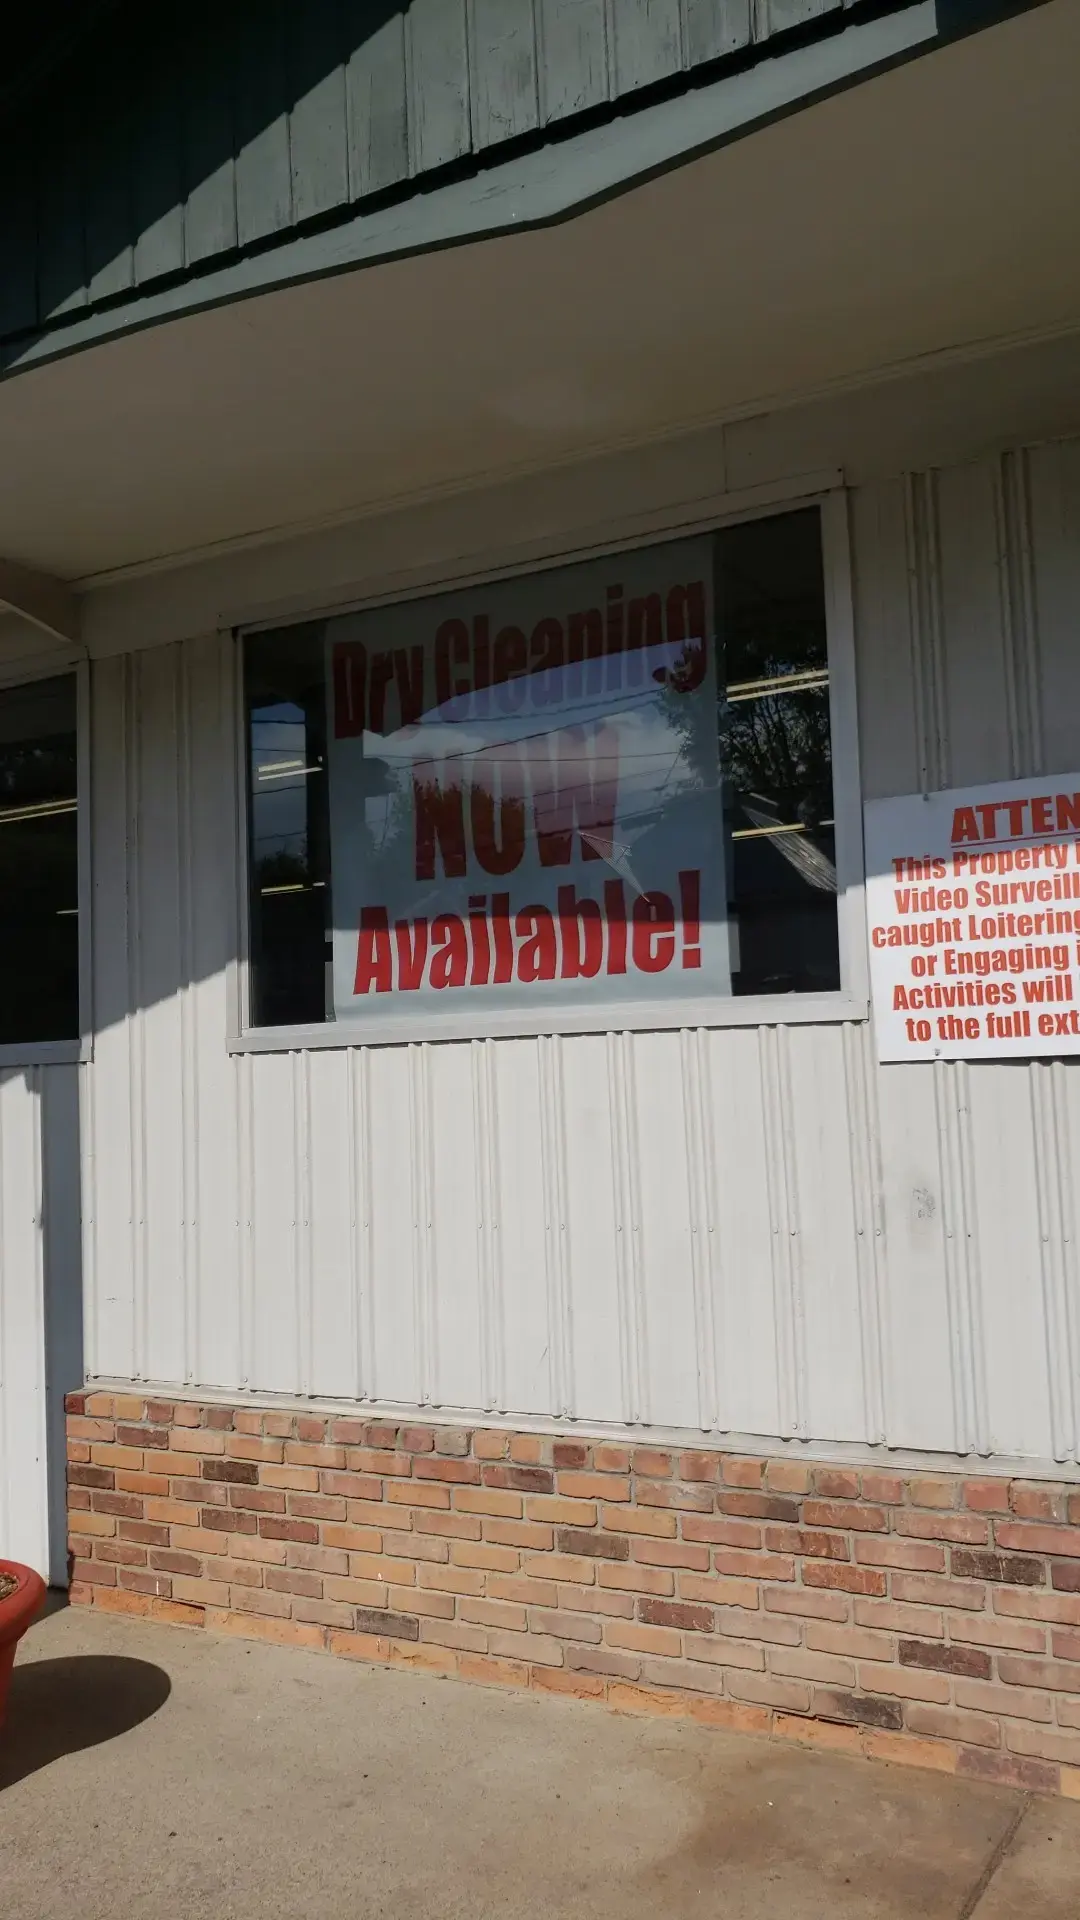 Dry Cleaning
NOW
Available!
ATTEN
This Property i
Video Surveill
caught Loitering
or Engaging i
Activities will
to the full ext